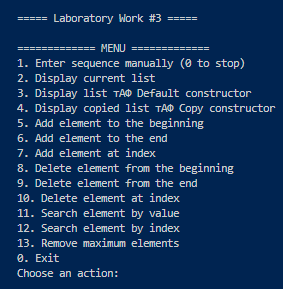 ===== Laboratory Work #3 =====
============= MENU =============
1. Enter sequence manually (0 to stop)
2. Display current list
3. Display list тАФ Default constructor
4. Display copied list тАФ Copy constructor
5. Add element to the beginning
6. Add element to the end
7. Add element at index
8. Delete element from the beginning
9. Delete element from the end
10. Delete element at index
11. Search element by value
12. Search element by index
13. Remove maximum elements
0. Exit
Choose an action: